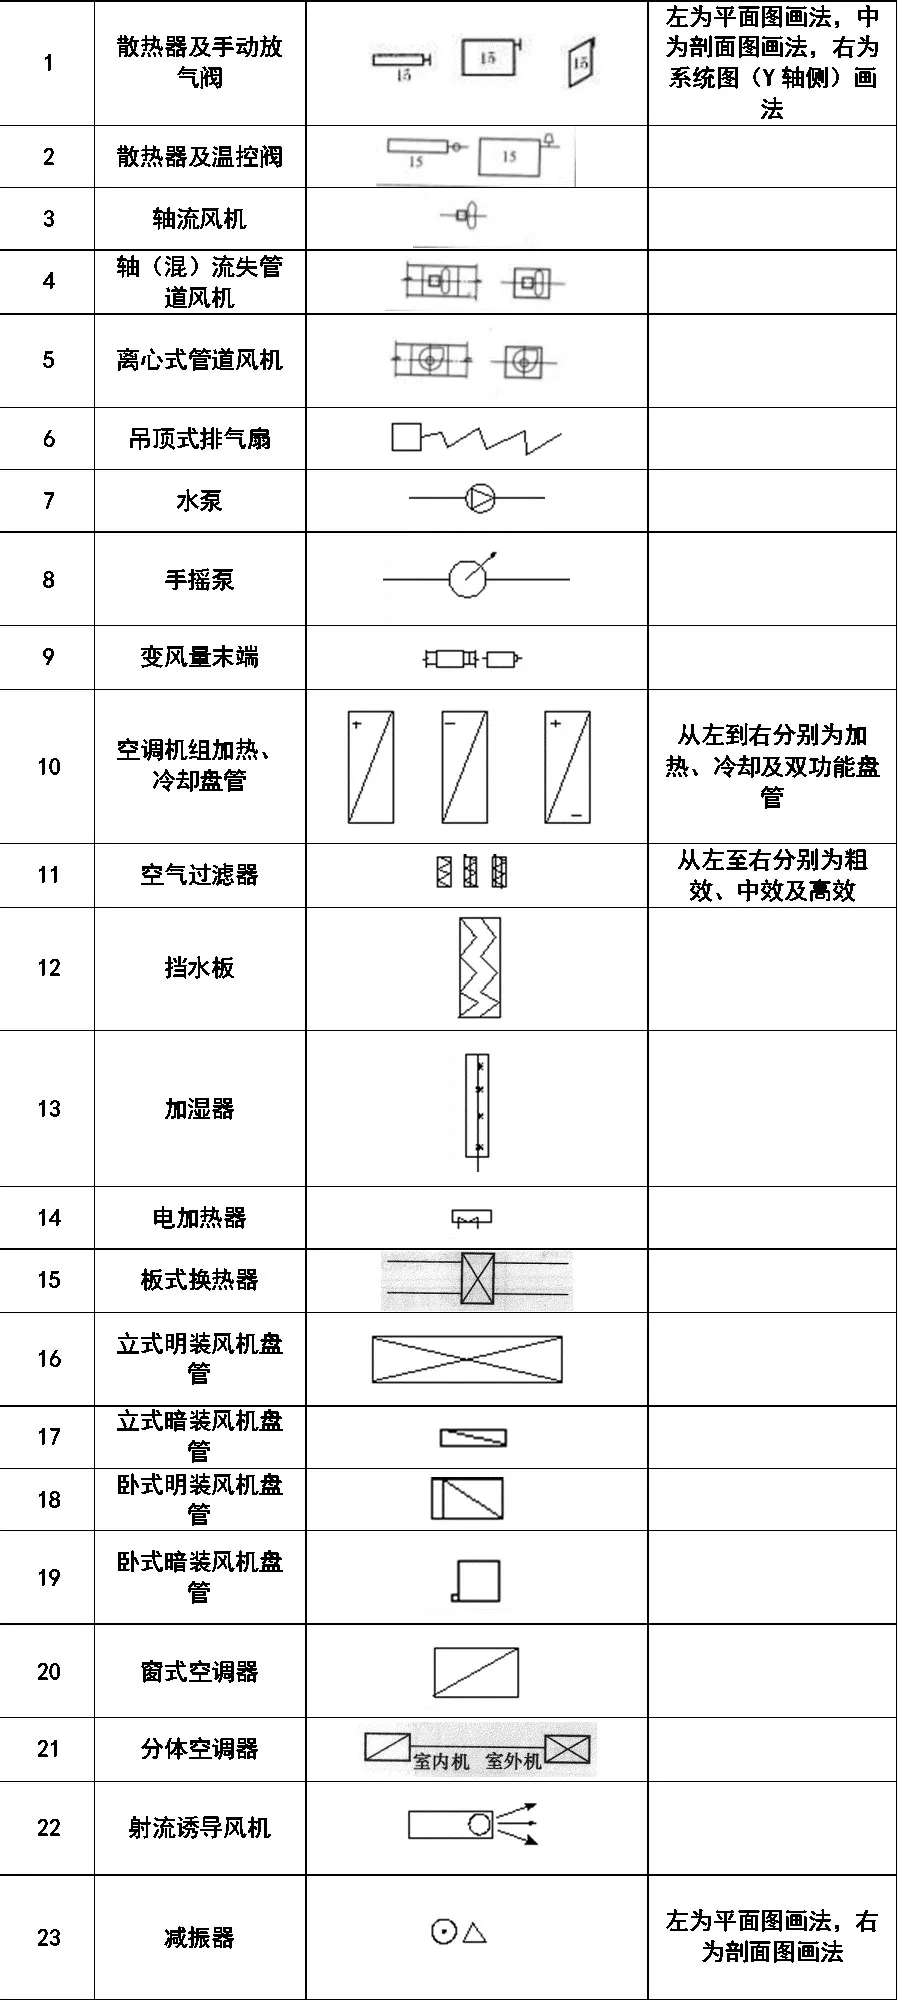 1
散热器及手动放
气阀
15
15
15
左为平面图画法，中
为剖面图画法，右为
系统图（Y轴侧）画
法
2
散热器及温控阀
15
15
3
轴流风机
4
轴（混）流失管
道风机
5
离心式管道风机
6
吊顶式排气扇
7
水泵
8
手摇泵
9
变风量末端
10
空调机组加热、
冷却盘管
+
−
+
−
从左到右分别为加
热、冷却及双功能盘
管
11
空气过滤器
从左至右分别为粗
效、中效及高效
12
挡水板
13
加湿器
14
电加热器
15
板式换热器
16
立式明装风机盘
管
17
立式暗装风机盘
管
18
卧式明装风机盘
管
19
卧式暗装风机盘
管
20
窗式空调器
21
分体空调器
室内机 室外机
22
射流诱导风机
23
减振器
左为平面图画法，右
为剖面图画法